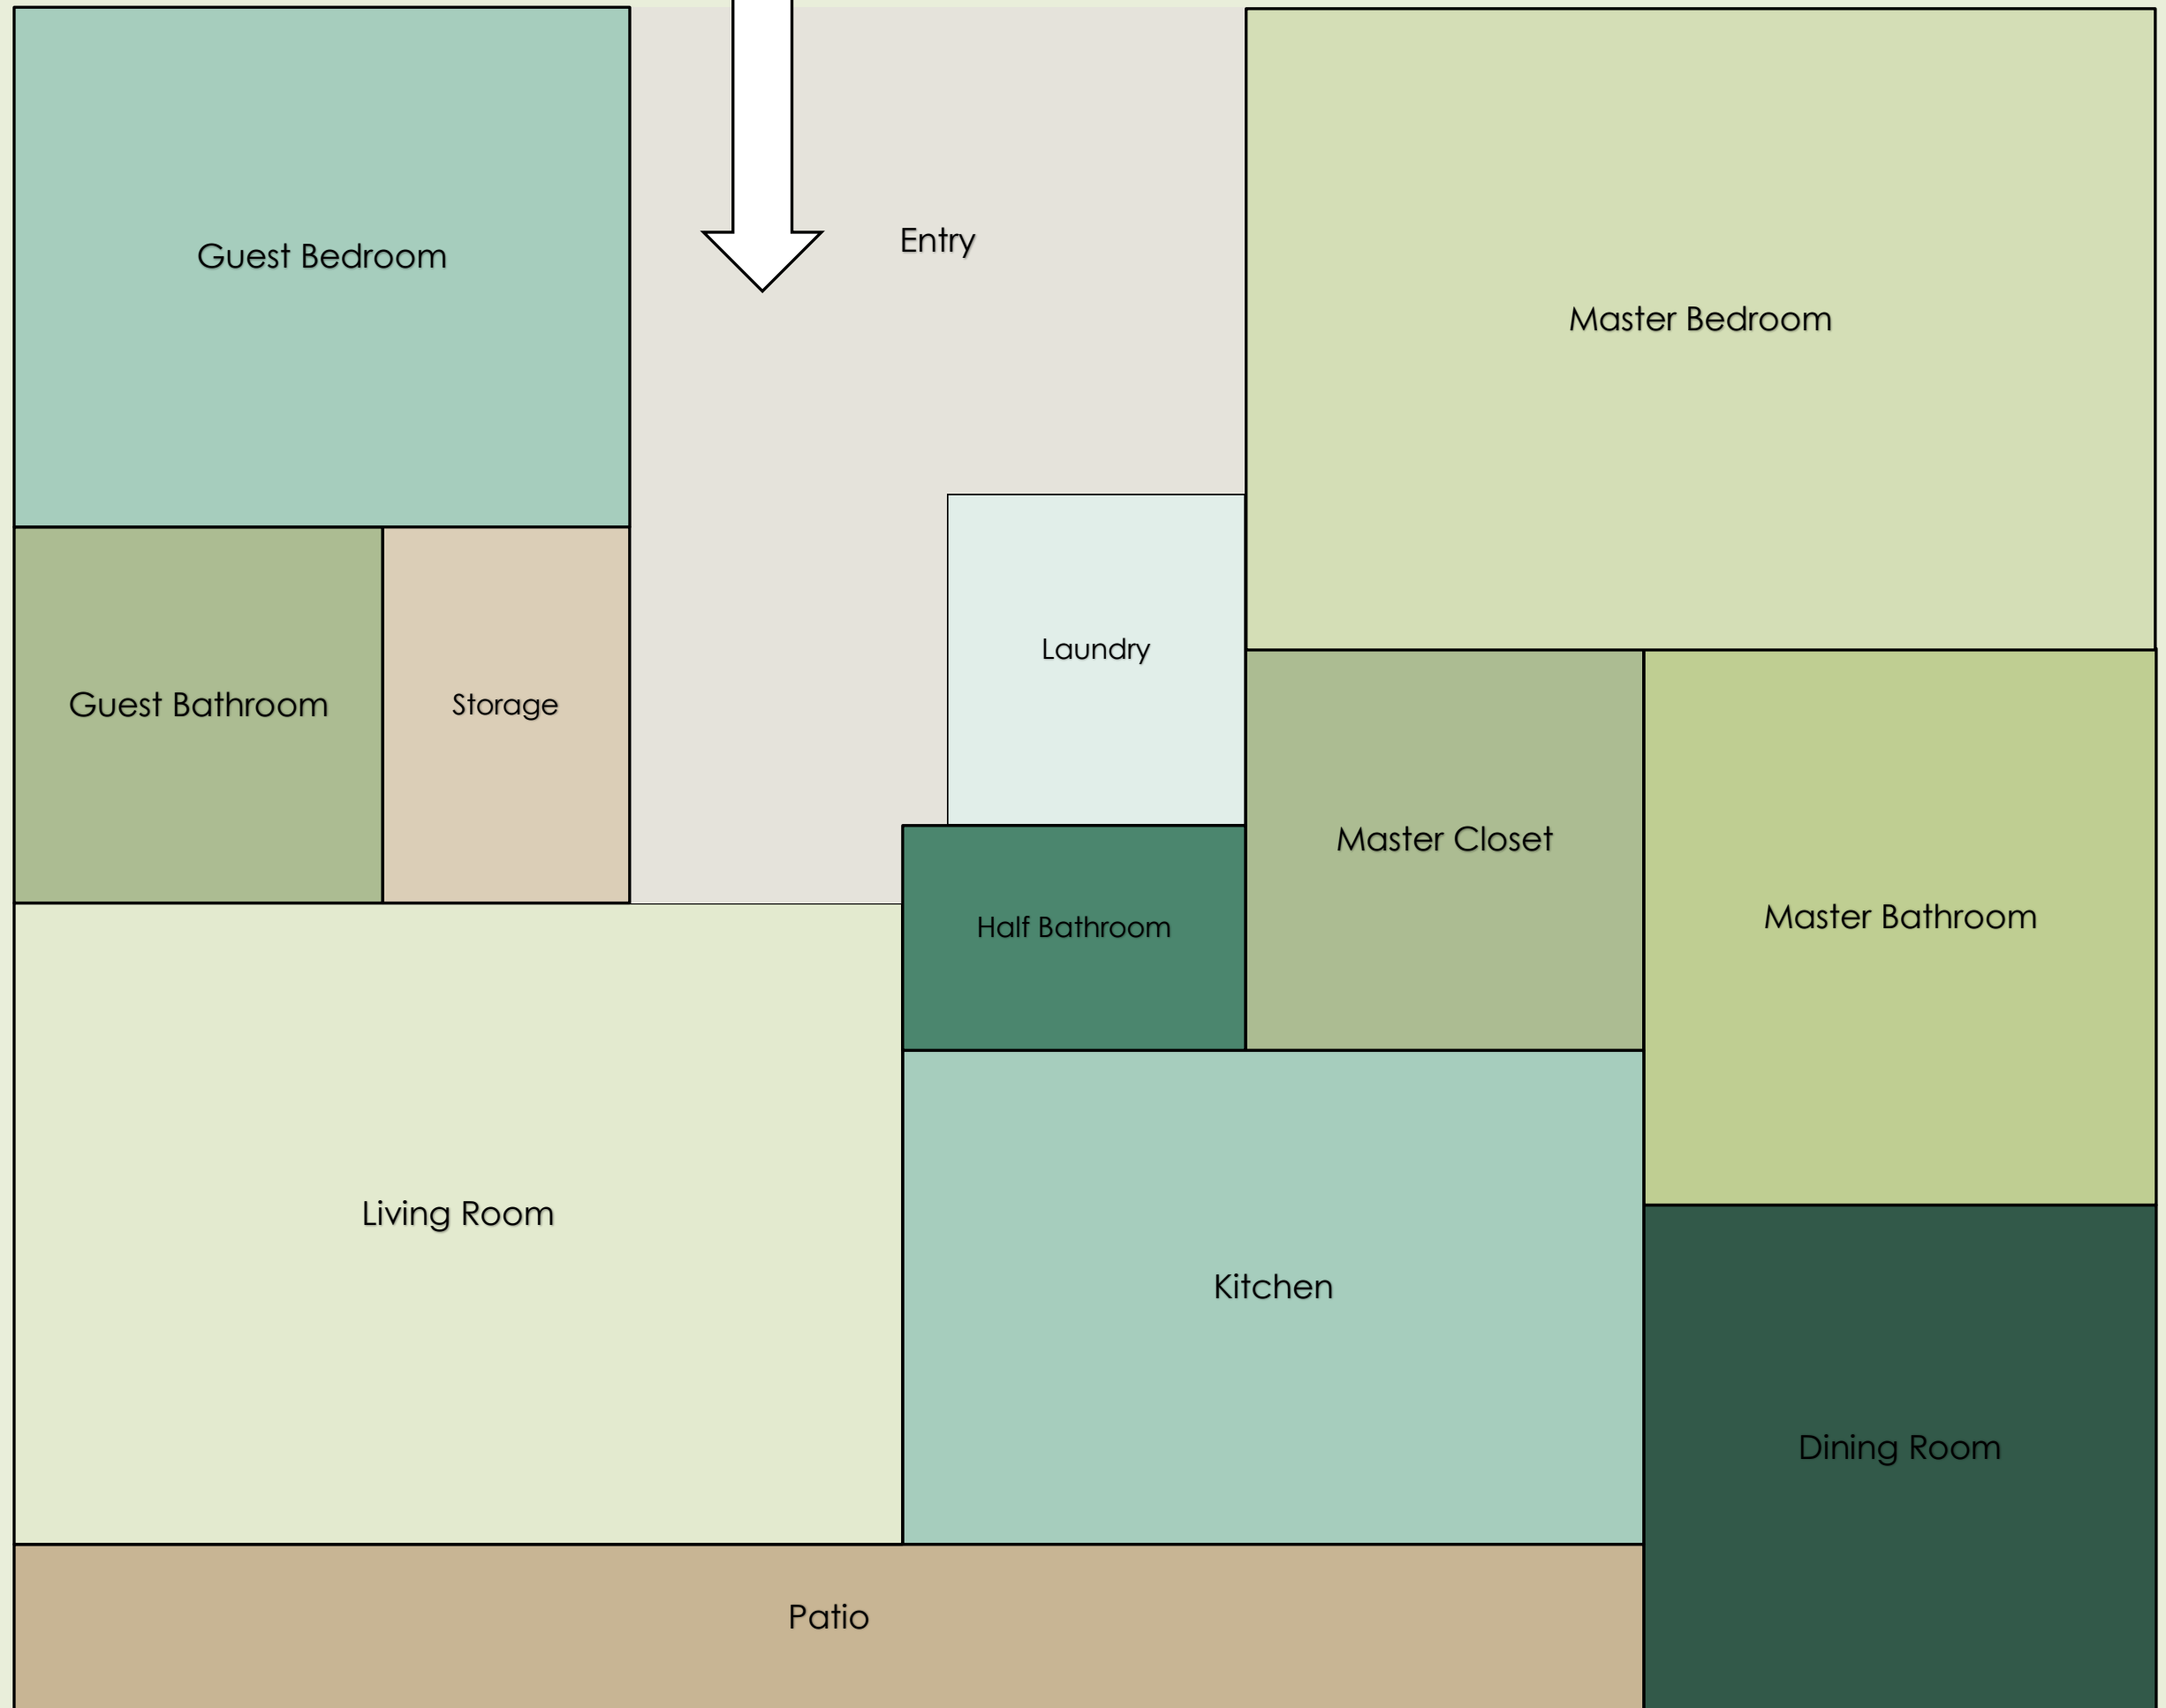 Guest Bedroom
Entry
Master Bedroom
Laundry
Guest Bathroom
Storage
Master Closet
Half Bathroom
Master Bathroom
Living Room
Kitchen
Dining Room
Patio